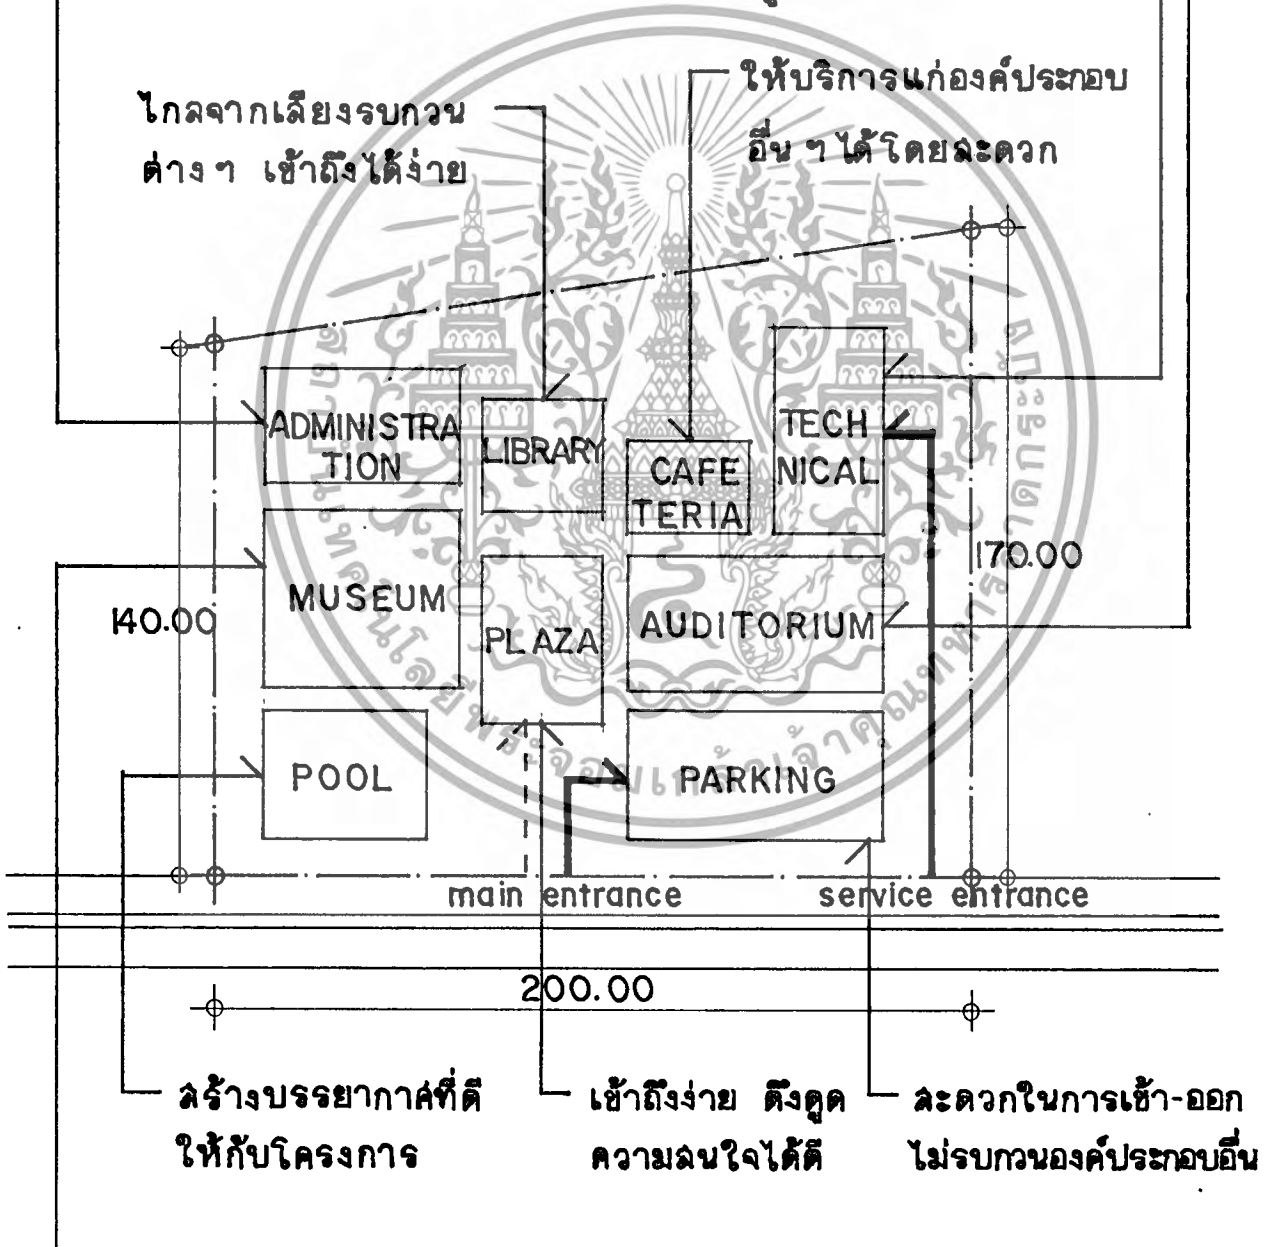 ให้บริการแก่องค์ประกอบ
อื่น ๆ ได้โดยสะดวก
ไกลจากเสียงรบกวน
ต่าง ๆ เข้าถึงได้ง่าย
ADMINISTRA
TION
LIBRARY
CAFE
TERIA
TECH
NICAL
170.00
140.00
MUSEUM
PLAZA
AUDITORIUM
POOL
PARKING
main entrance
service entrance
200.00
สร้างบรรยากาศที่ดี
ให้กับโครงการ
เข้าถึงง่าย ดึงดูด
ความสนใจได้ดี
สะดวกในการเข้า-ออก
ไม่รบกวนองค์ประกอบอื่น